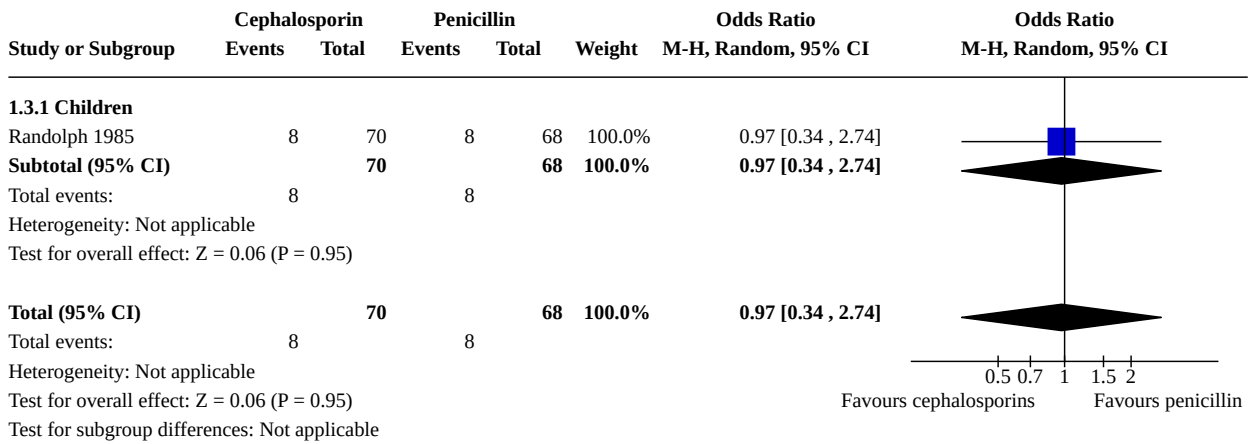 Cephalosporin Penicillin Odds Ratio Odds Ratio
Study or Subgroup Events Total Events Total Weight M-H, Random, 95% CI M-H, Random, 95% CI
1.3.1 Children
Randolph 1985 8 70 8 68 100.0% 0.97 [0.34 , 2.74]
Subtotal (95% CI) 70 68 100.0% 0.97 [0.34 , 2.74]
Total events: 8 8
Heterogeneity: Not applicable
Test for overall effect: Z = 0.06 (P = 0.95)
Total (95% CI) 70 68 100.0% 0.97 [0.34 , 2.74]
Total events: 8 8
Heterogeneity: Not applicable 0.5 0.7 1 1.5 2
Test for overall effect: Z = 0.06 (P = 0.95) Favours cephalosporins Favours penicillin
Test for subgroup differences: Not applicable